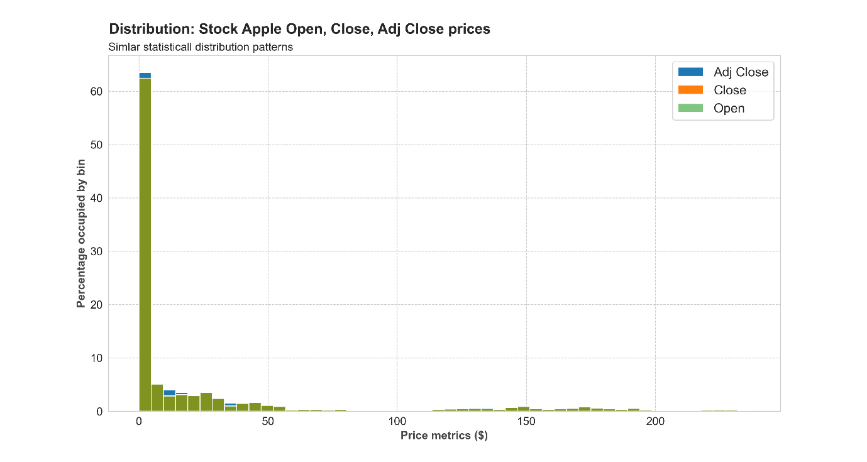 Distribution: Stock Apple Open, Close, Adj Close prices
Simlar statisticall distribution patterns
Adj Close
Close
Open
Percentage occupied by bin
60
50
40
30
20
10
0
0 50 100 150 200
Price metrics ($)